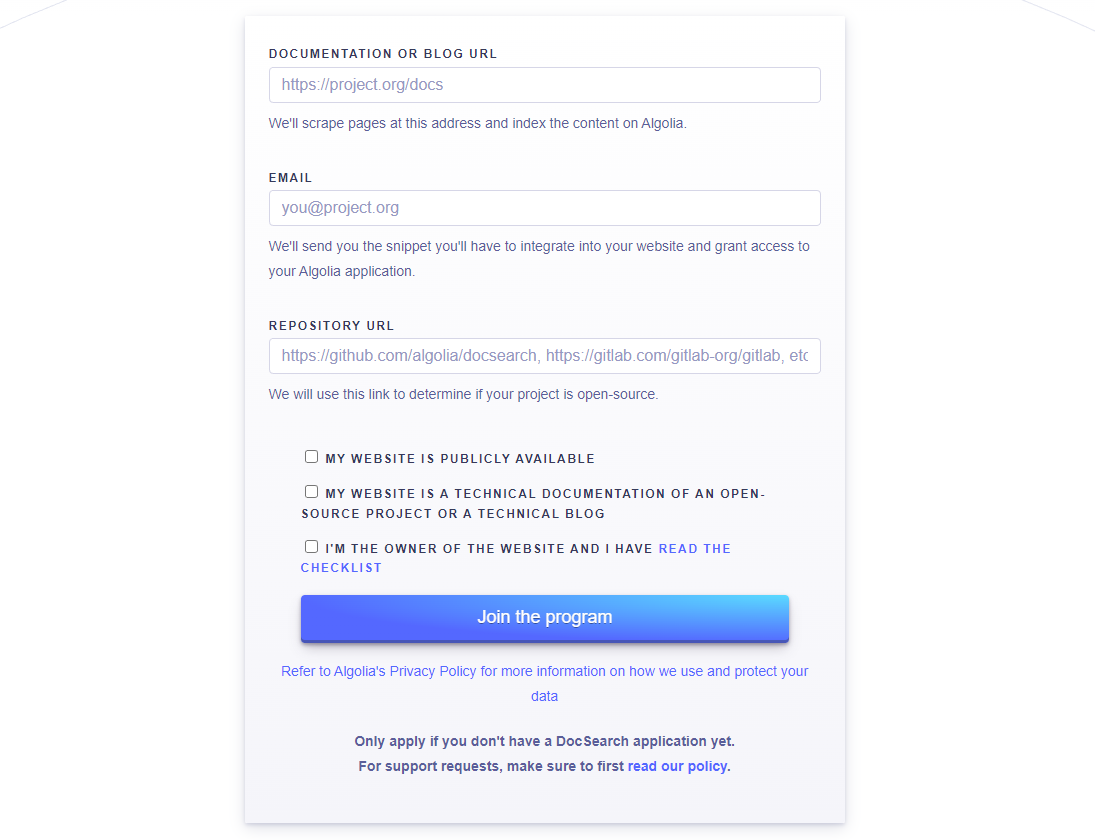 DOCUMENTATION OR BLOG URL
https://project.org/docs
We'll scrape pages at this address and index the content on Algolia.
EMAIL
you@project.org
We'll send you the snippet you'll have to integrate into your website and grant access to
your Algolia application.
REPOSITORY URL
https://github.com/algolia/docsearch, https://gitlab.com/gitlab-org/gitlab, etc
We will use this link to determine if your project is open-source.
MY WEBSITE IS PUBLICLY AVAILABLE
MY WEBSITE IS A TECHNICAL DOCUMENTATION OF AN OPEN-
SOURCE PROJECT OR A TECHNICAL BLOG
I'M THE OWNER OF THE WEBSITE AND I HAVE READ THE
CHECKLIST
Join the program
Refer to Algolia's Privacy Policy for more information on how we use and protect your
data
Only apply if you don't have a DocSearch application yet.
For support requests, make sure to first read our policy.